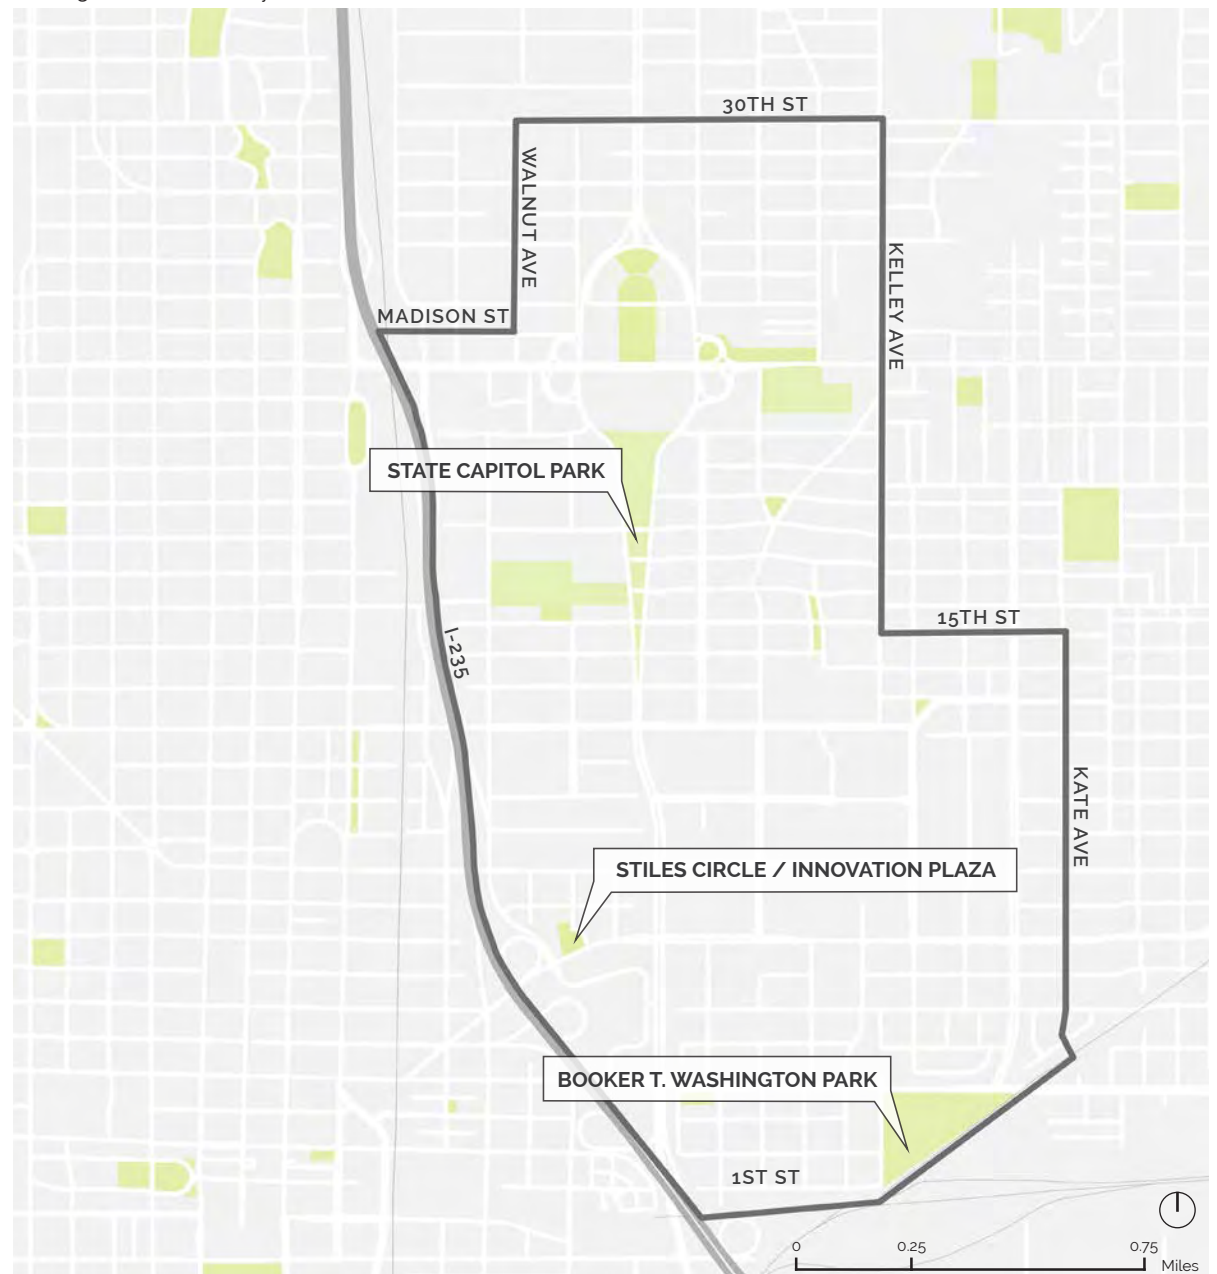 30TH ST
WALNUT AVE
KELLEY AVE
MADISON ST
STATE CAPITOL PARK
15TH ST
I-235
KATE AVE
STILES CIRCLE / INNOVATION PLAZA
BOOKER T. WASHINGTON PARK
1ST ST
0 0.25 0.75
Miles